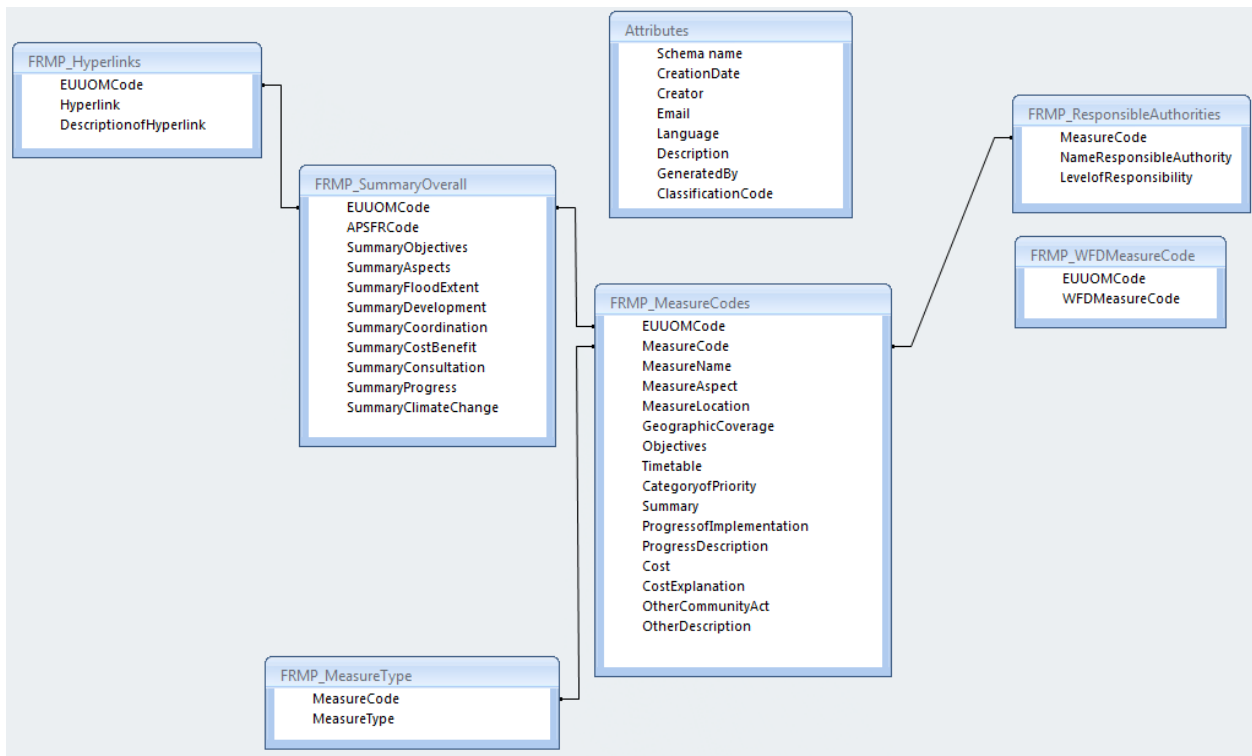 FRMP_Hyperlinks
EUUOMCode
Hyperlink
DescriptionofHyperlink
FRMP_SummaryOverall
EUUOMCode
APSFRCode
SummaryObjectives
SummaryAspects
SummaryFloodExtent
SummaryDevelopment
SummaryCoordination
SummaryCostBenefit
SummaryConsultation
SummaryProgress
SummaryClimateChange
FRMP_MeasureType
MeasureCode
MeasureType
Attributes
Schema name
CreationDate
Creator
Email
Language
Description
GeneratedBy
ClassificationCode
FRMP_MeasureCodes
EUUOMCode
MeasureCode
MeasureName
MeasureAspect
MeasureLocation
GeographicCoverage
Objectives
Timetable
CategoryofPriority
Summary
ProgressofImplementation
ProgressDescription
Cost
CostExplanation
OtherCommunityAct
OtherDescription
FRMP_ResponsibleAuthorities
MeasureCode
NameResponsibleAuthority
LevelofResponsibility
FRMP_WFDMeasureCode
EUUOMCode
WFDMeasureCode